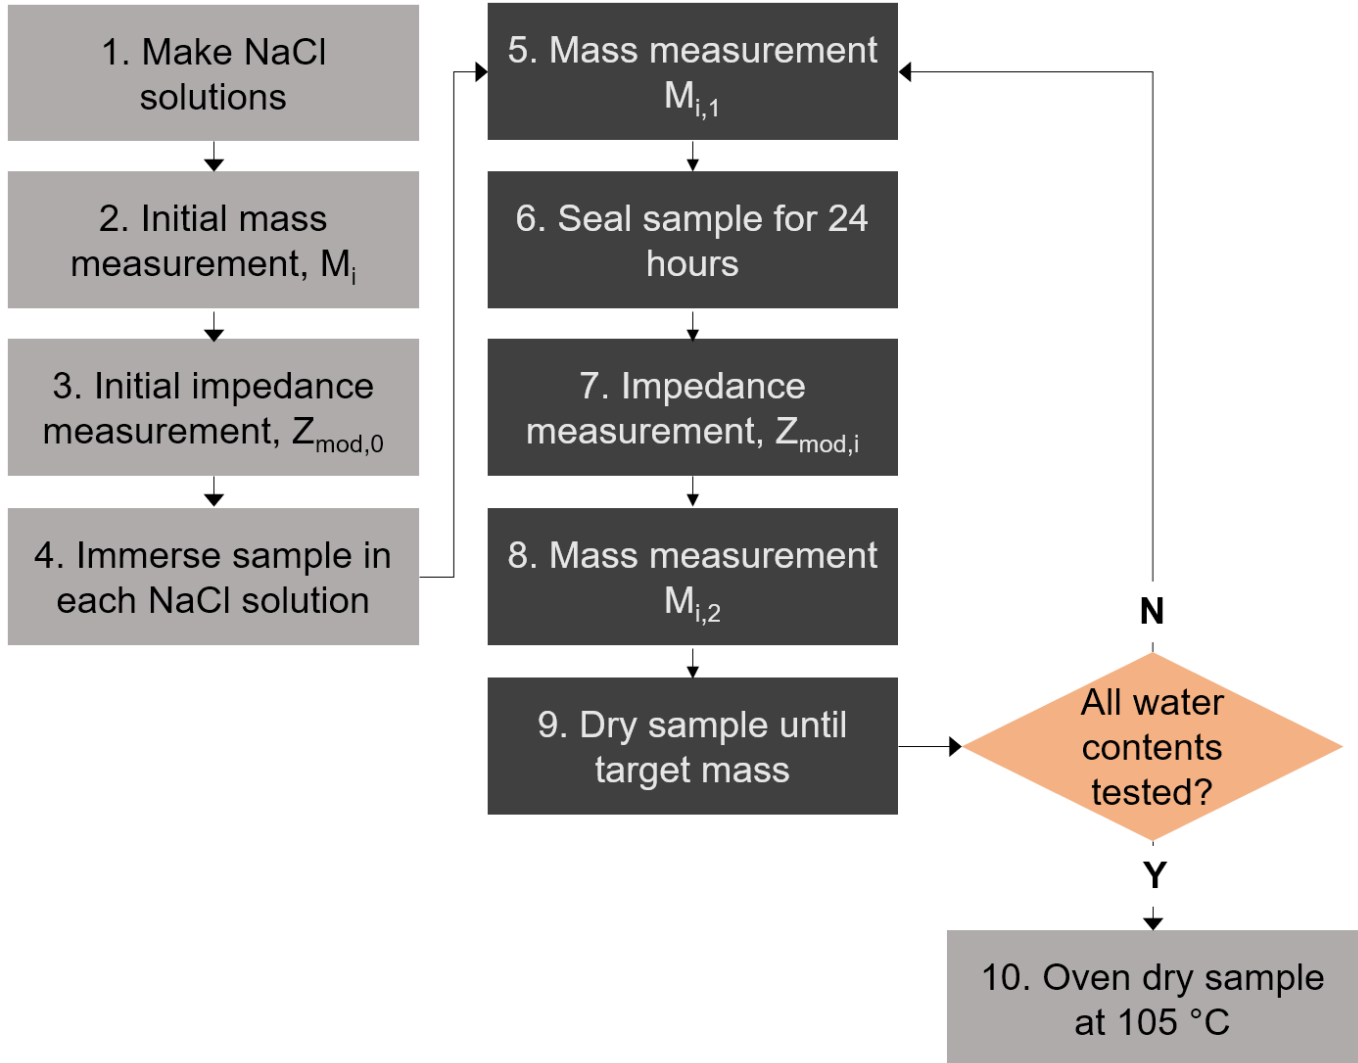 1. Make NaCl
solutions
2. Initial mass
measurement, Mᵢ
3. Initial impedance
measurement, Zmod,0
4. Immerse sample in
each NaCl solution
5. Mass measurement
Mi,1
6. Seal sample for 24
hours
7. Impedance
measurement, Zmod,i
8. Mass measurement
Mi,2
9. Dry sample until
target mass
All water
contents
tested?
N
Y
10. Oven dry sample
at 105 °C